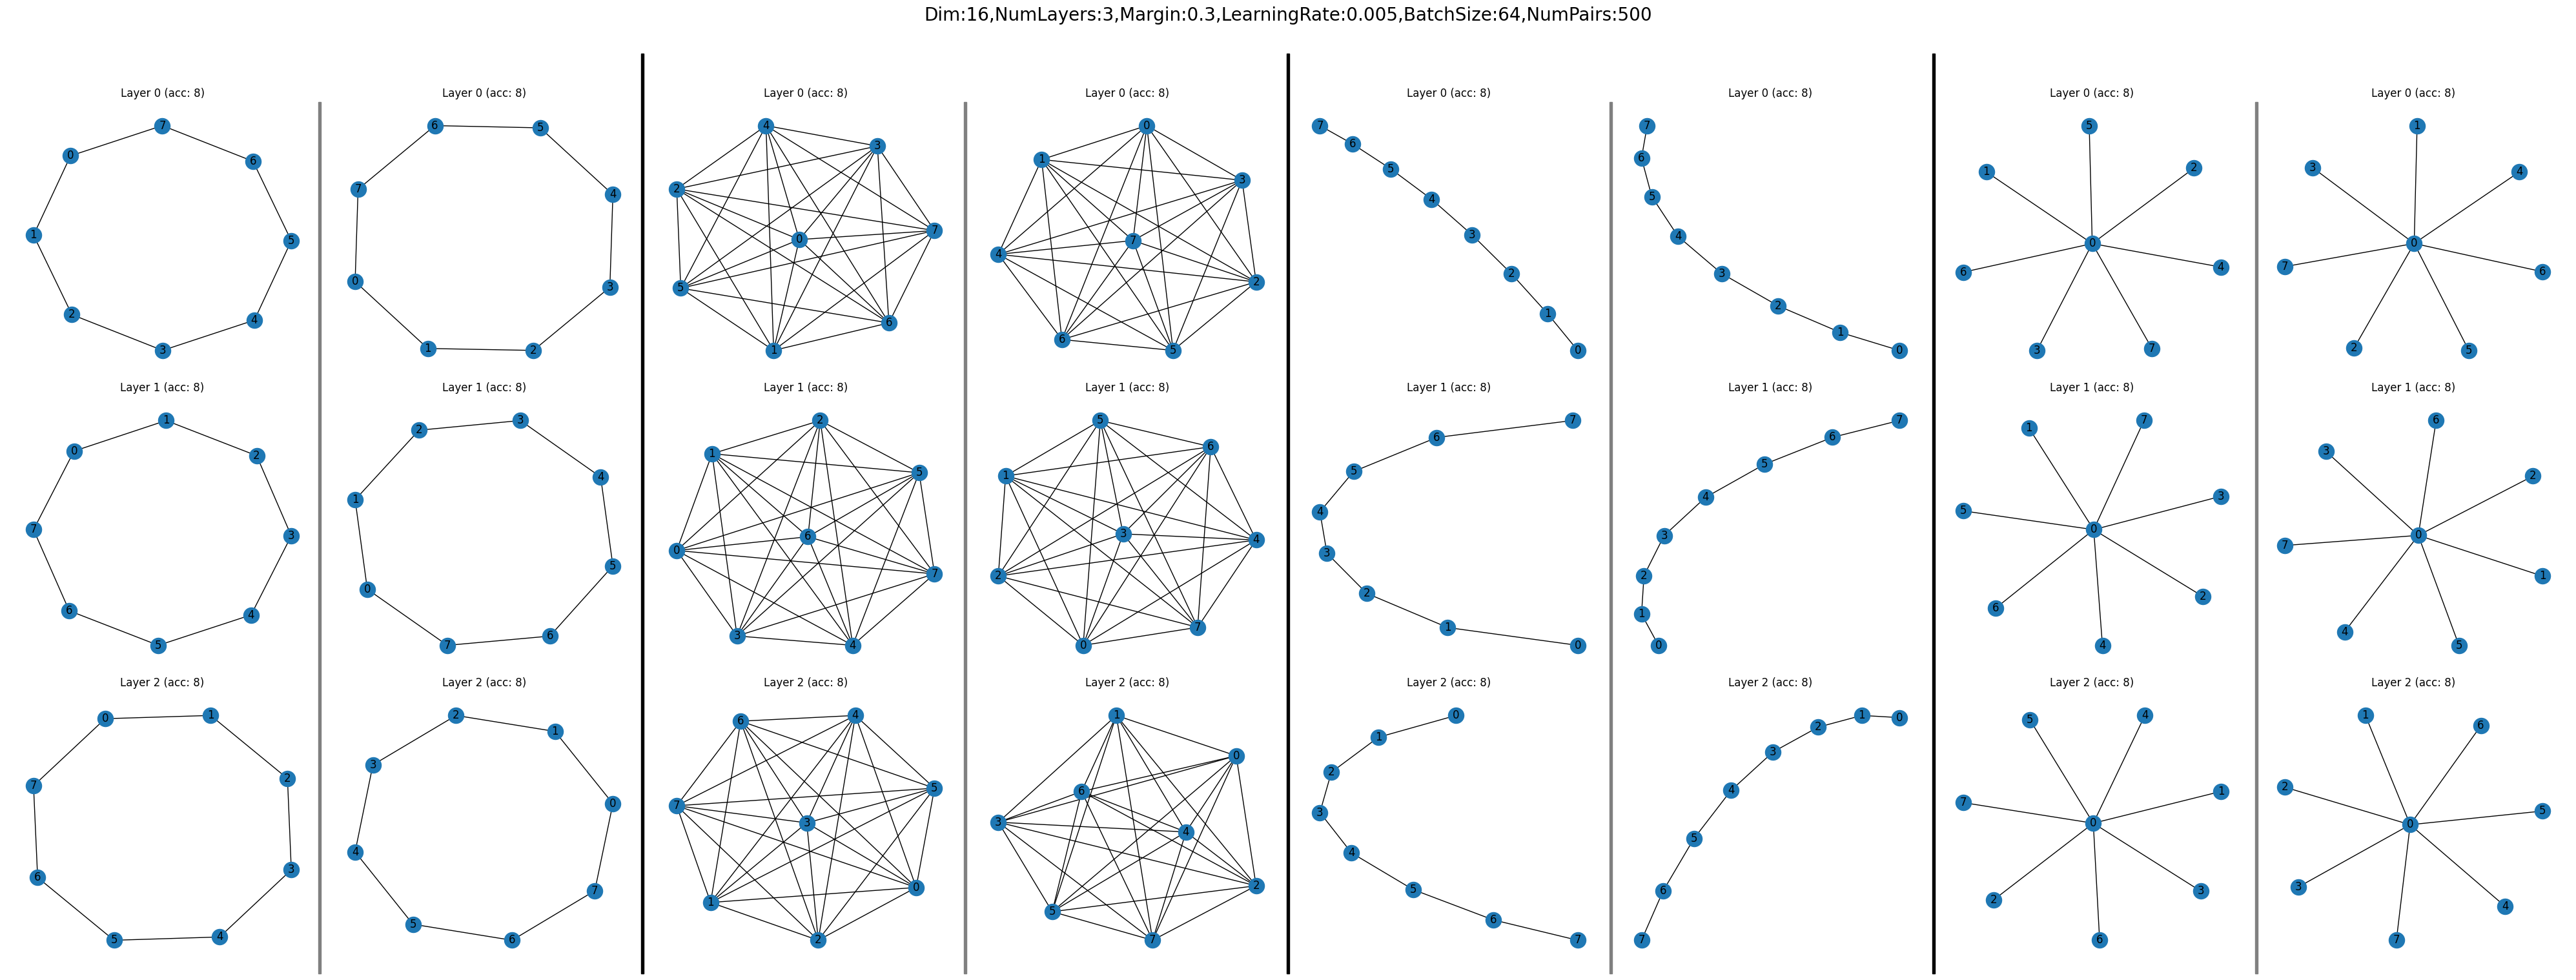 Dim:16,NumLayers:3,Margin:0.3,LearningRate:0.005,BatchSize:64,NumPairs:500
Layer 0 (acc: 8)
7 0 6 1 5 2 4 3
Layer 0 (acc: 8)
6 5 7 4 0 3 1 2
Layer 0 (acc: 8)
4 3 2 7 0 5 6 1
Layer 0 (acc: 8)
0 1 3 7 4 2 6 5
Layer 0 (acc: 8)
7 6 5 4 3 2 1 0
Layer 0 (acc: 8)
7 6 5 4 3 2 1 0
Layer 0 (acc: 8)
5 2 1 0 4 6 7 3
Layer 0 (acc: 8)
1 3 4 0 7 6 2 5
Layer 1 (acc: 8)
1 0 2 7 3 6 4 5
Layer 1 (acc: 8)
3 2 4 1 5 0 6 7
Layer 1 (acc: 8)
2 1 5 6 0 7 3 4
Layer 1 (acc: 8)
5 6 1 3 4 2 7 0
Layer 1 (acc: 8)
7 6 5 4 3 2 1 0
Layer 1 (acc: 8)
7 6 5 4 3 2 1 0
Layer 1 (acc: 8)
7 1 3 5 0 2 6 4
Layer 1 (acc: 8)
6 3 2 0 7 1 4 5
Layer 2 (acc: 8)
1 0 2 7 3 6 4 5
Layer 2 (acc: 8)
2 1 3 0 4 7 5 6
Layer 2 (acc: 8)
4 6 5 7 3 0 1 2
Layer 2 (acc: 8)
1 0 6 3 4 2 5 7
Layer 2 (acc: 8)
0 1 2 3 4 5 6 7
Layer 2 (acc: 8)
1 0 2 3 4 5 6 7
Layer 2 (acc: 8)
4 5 1 7 0 3 2 6
Layer 2 (acc: 8)
1 6 2 5 0 3 4 7